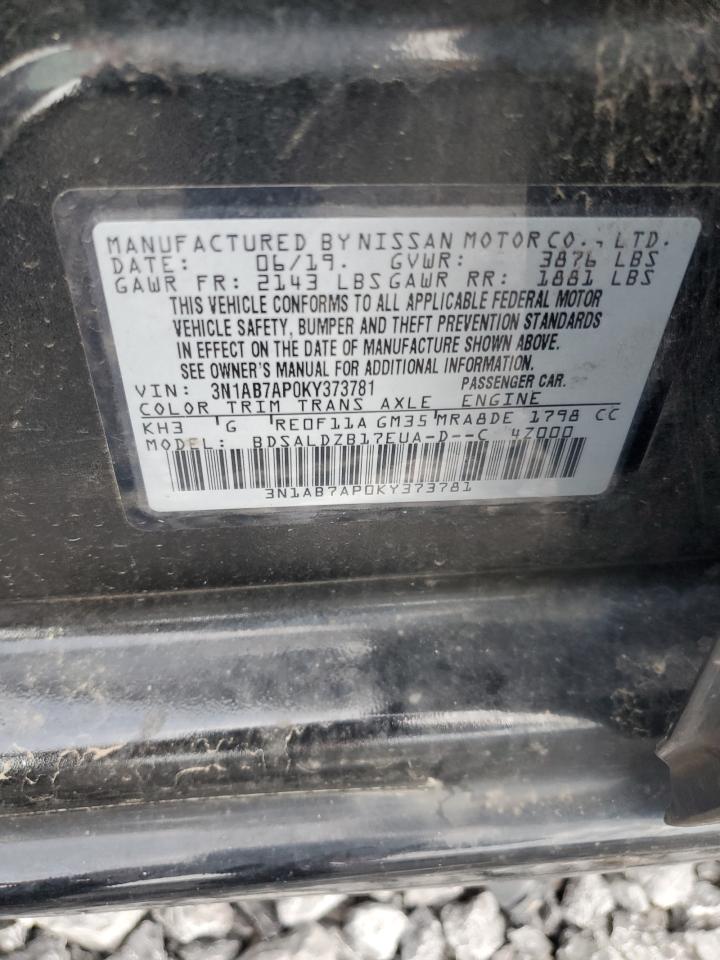 MANUFACTURED BY NISSAN MOTOR CO., LTD.
DATE: 06/19. GVWR: 3876 LBS
GAWR FR: 2143 LBS GAWR RR: 1881 LBS
THIS VEHICLE CONFORMS TO ALL APPLICABLE FEDERAL MOTOR
VEHICLE SAFETY, BUMPER AND THEFT PREVENTION STANDARDS
IN EFFECT ON THE DATE OF MANUFACTURE SHOWN ABOVE.
SEE OWNER'S MANUAL FOR ADDITIONAL INFORMATION.
VIN: 3N1AB7AP0KY373781 PASSENGER CAR.
COLOR TRIM TRANS AXLE ENGINE
KH3 G RE0F11A GM35 MRA8DE 1798 CC
MODEL: BDSALDZB17EUA-D--C 4Z000
3N1AB7AP0KY373781